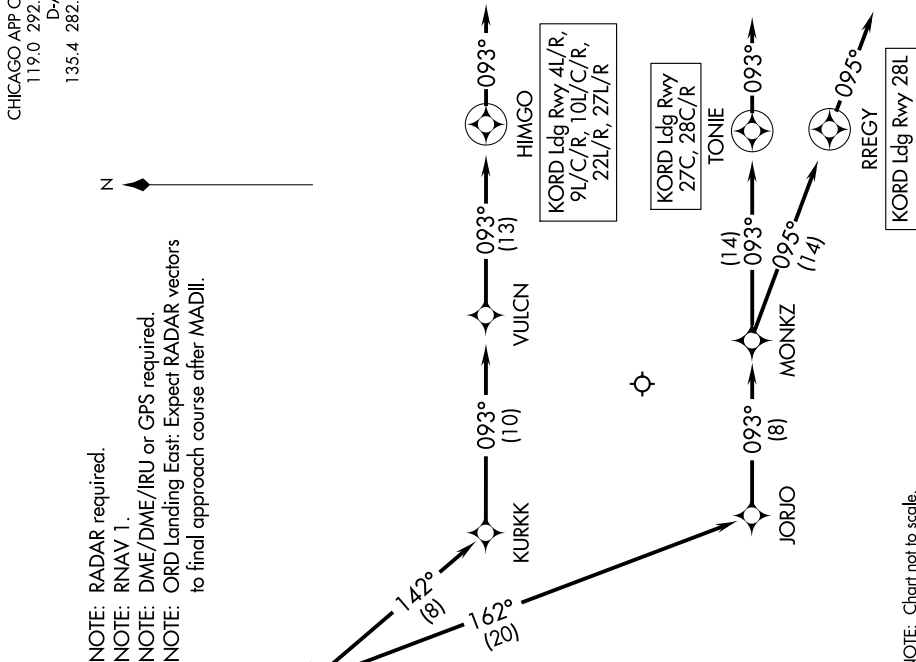 CHICAGO APP C
119.0 292.
D-
135.4 282.
N
NOTE: RADAR required.
NOTE: RNAV 1.
NOTE: DME/DME/IRU or GPS required.
NOTE: ORD Landing East: Expect RADAR vectors
to final approach course after MADII.
142°
(8)
KURKK
093°
(10)
VULCN
093°
(13)
HIMGO
093°
KORD Ldg Rwy 4L/R,
9L/C/R, 10L/C/R,
22L/R, 27L/R
162°
(20)
JORJO
093°
(8)
MONKZ
(14)
093°
TONIE
093°
KORD Ldg Rwy
27C, 28C/R
095°
(14)
RREGY
095°
KORD Ldg Rwy 28L
NOTE: Chart not to scale.